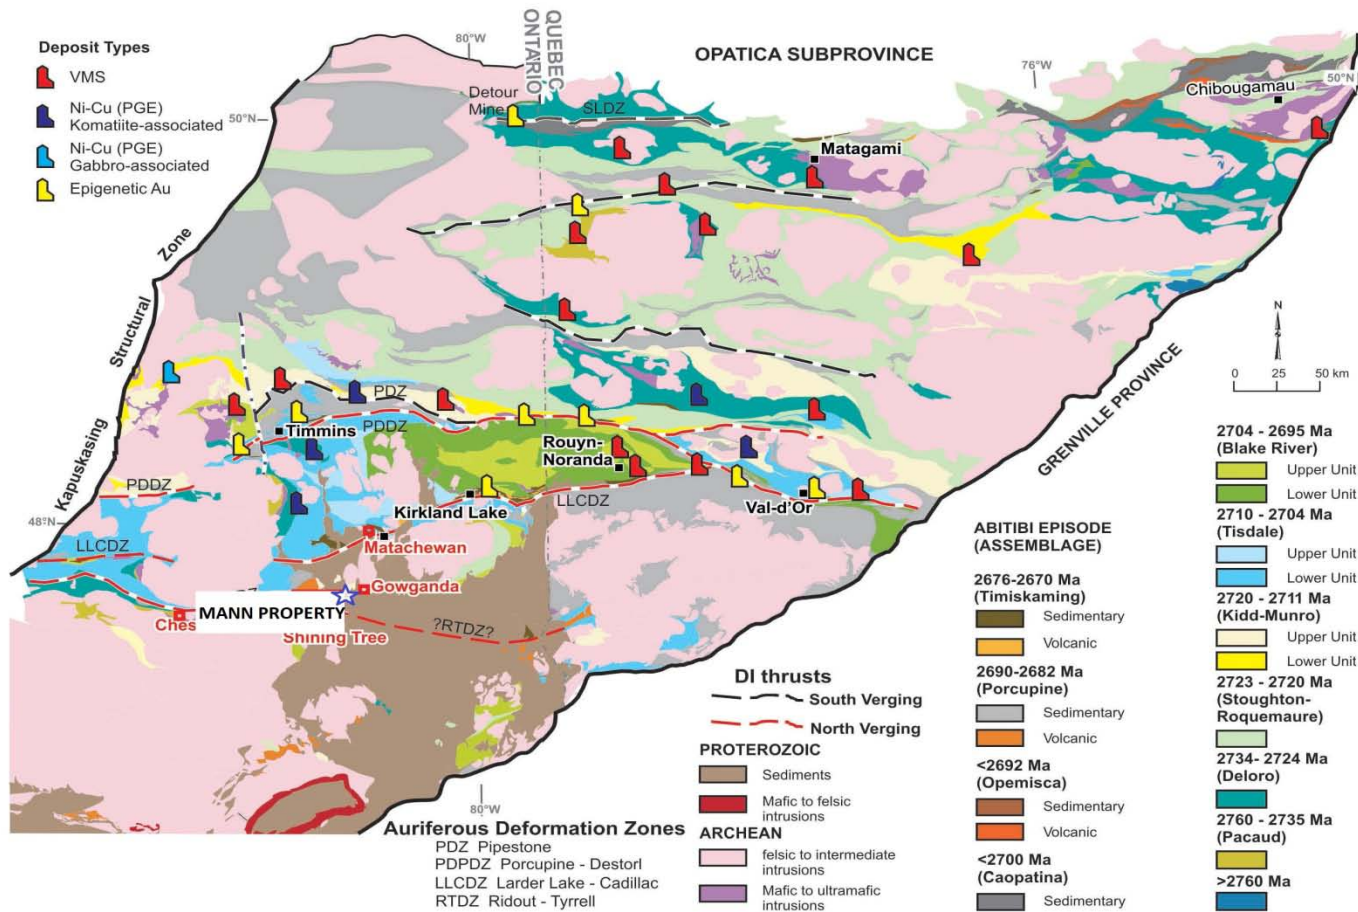 Deposit Types
VMS
Ni-Cu (PGE)
Komatiite-associated
Ni-Cu (PGE)
Gabbro-associated
Epigenetic Au
80°W
QUEBEC
ONTARIO
OPATICA SUBPROVINCE
76°W
50°N
Chibougamau
Detour
Mine
50°N
SLDZ
Matagami
Kapuskasing Structural Zone
GRENVILLE PROVINCE
N
0 25 50 km
PDZ
Timmins
PDDZ
Rouyn-
Noranda
PDDZ
Kirkland Lake
LLCDZ
Val-d'Or
48°N
LLCDZ
Matachewan
Gowganda
MANN PROPERTY
Ches
Shining Tree
?RTDZ?
80°W
Auriferous Deformation Zones
PDZ Pipestone
PDPDZ Porcupine - Destorl
LLCDZ Larder Lake - Cadillac
RTDZ Ridout - Tyrrell
DI thrusts
South Verging
North Verging
PROTEROZOIC
Sediments
Mafic to felsic
intrusions
ARCHEAN
felsic to intermediate
intrusions
Mafic to ultramafic
intrusions
ABITIBI EPISODE
(ASSEMBLAGE)
2676-2670 Ma
(Timiskaming)
Sedimentary
Volcanic
2690-2682 Ma
(Porcupine)
Sedimentary
Volcanic
<2692 Ma
(Opemisca)
Sedimentary
Volcanic
<2700 Ma
(Caopatina)
Sedimentary
2704 - 2695 Ma
(Blake River)
Upper Unit
Lower Unit
2710 - 2704 Ma
(Tisdale)
Upper Unit
Lower Unit
2720 - 2711 Ma
(Kidd-Munro)
Upper Unit
Lower Unit
2723 - 2720 Ma
(Stoughton-
Roquemaure)
2734- 2724 Ma
(Deloro)
2760 - 2735 Ma
(Pacaud)
>2760 Ma